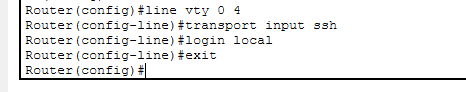 Router(config)#line vty 0 4
Router(config-line)#transport input ssh
Router(config-line)#login local
Router(config-line)#exit
Router(config)#